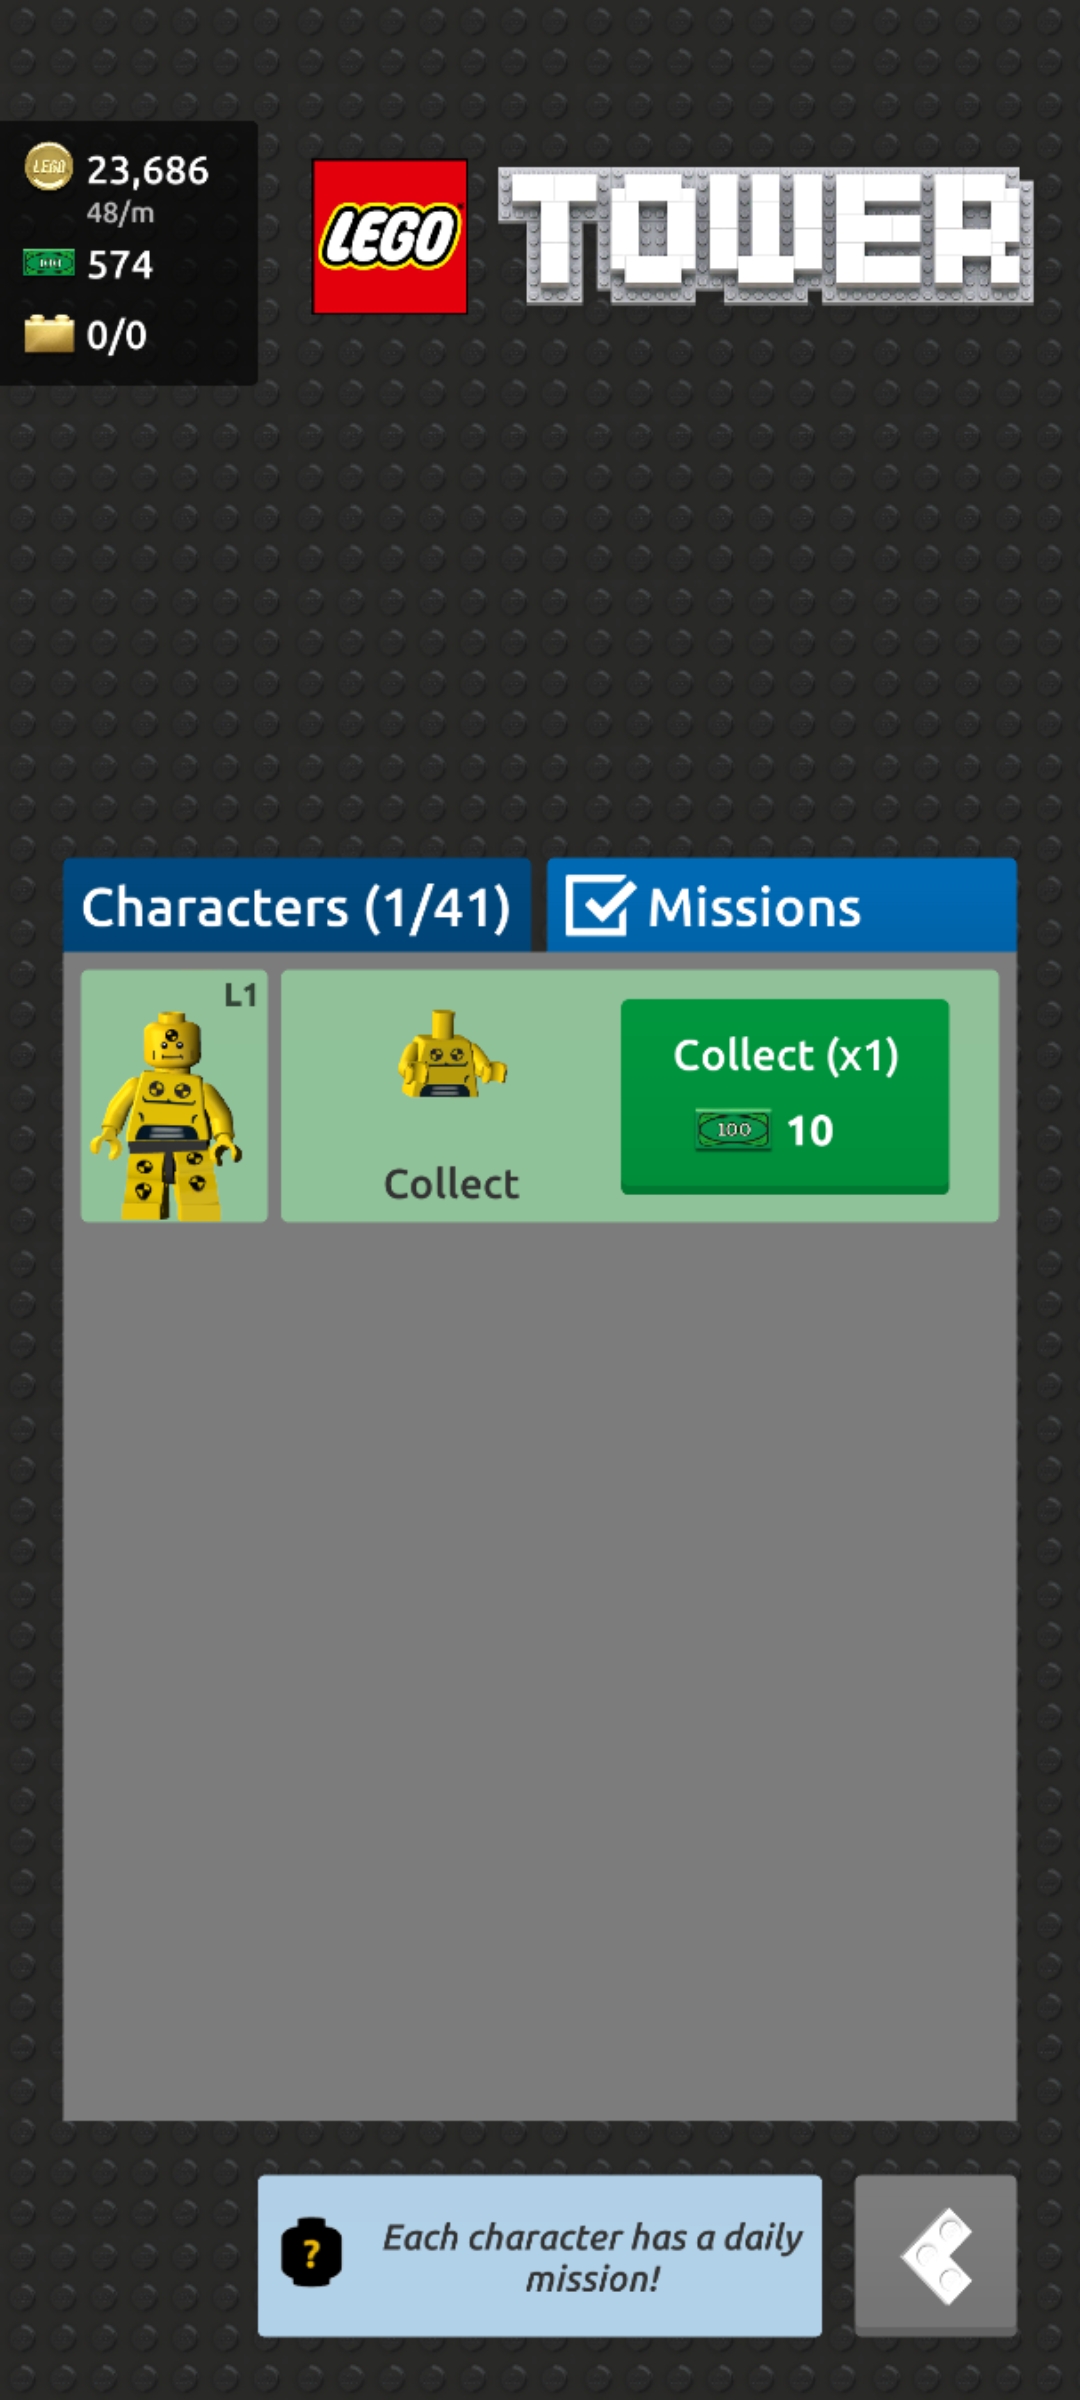 LEGO
23,686
48/m
574
0/0
LEGO
TOWER
Characters (1/41)
Missions
L1
Collect (x1)
100
10
Collect
?
Each character has a daily
mission!